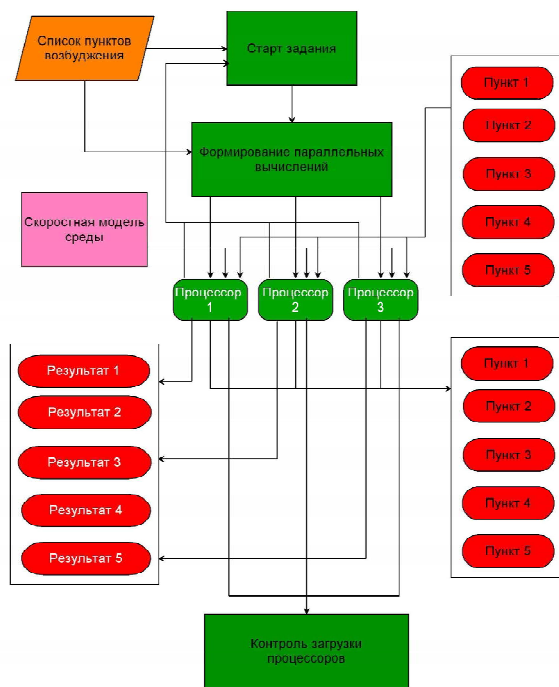 Список пунктов
возбуджения
Старт задания
Пункт 1
Пункт 2
Пункт 3
Пункт 4
Пункт 5
Формирование параллельных
вычислений
Скоростная модель
среды
Процессор
1
Процессор
2
Процессор
3
Результат 1
Результат 2
Результат 3
Результат 4
Результат 5
Пункт 1
Пункт 2
Пункт 3
Пункт 4
Пункт 5
Контроль загрузки
процессоров